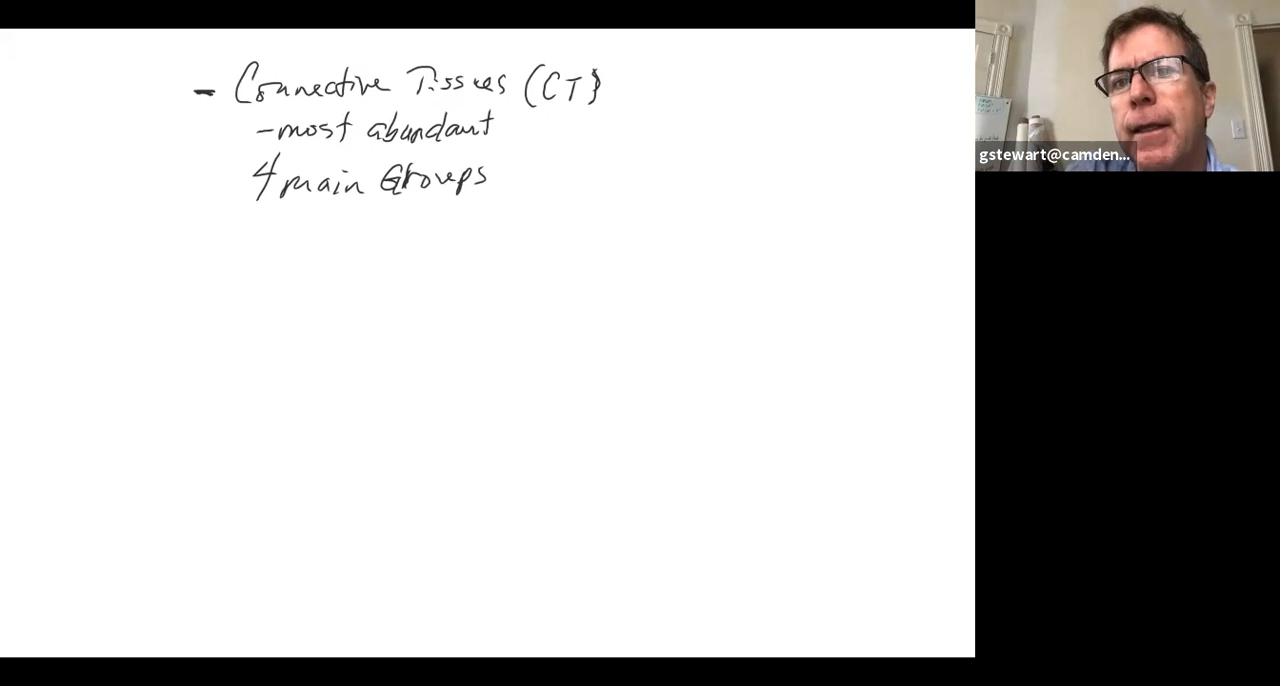 - Connective Tissues (CT)
-most abundant
4 main Groups
gstewart@camden...